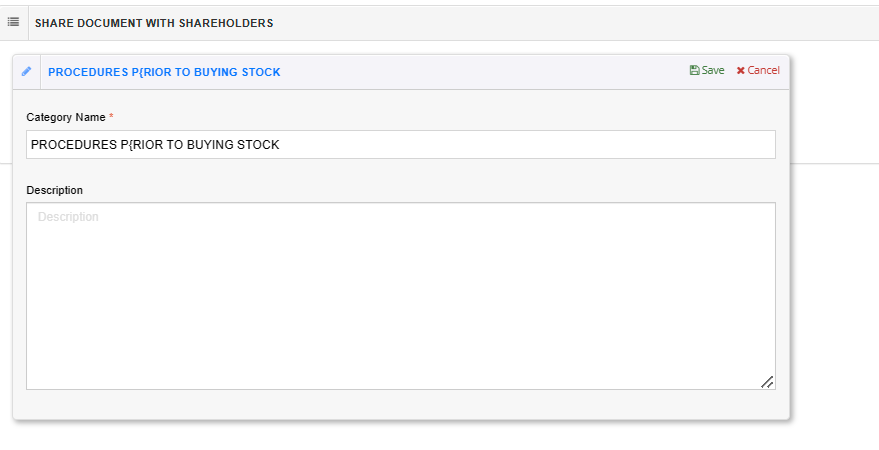 SHARE DOCUMENT WITH SHAREHOLDERS
PROCEDURES P{RIOR TO BUYING STOCK
Save
Cancel
Category Name *
PROCEDURES P{RIOR TO BUYING STOCK
Description
Description